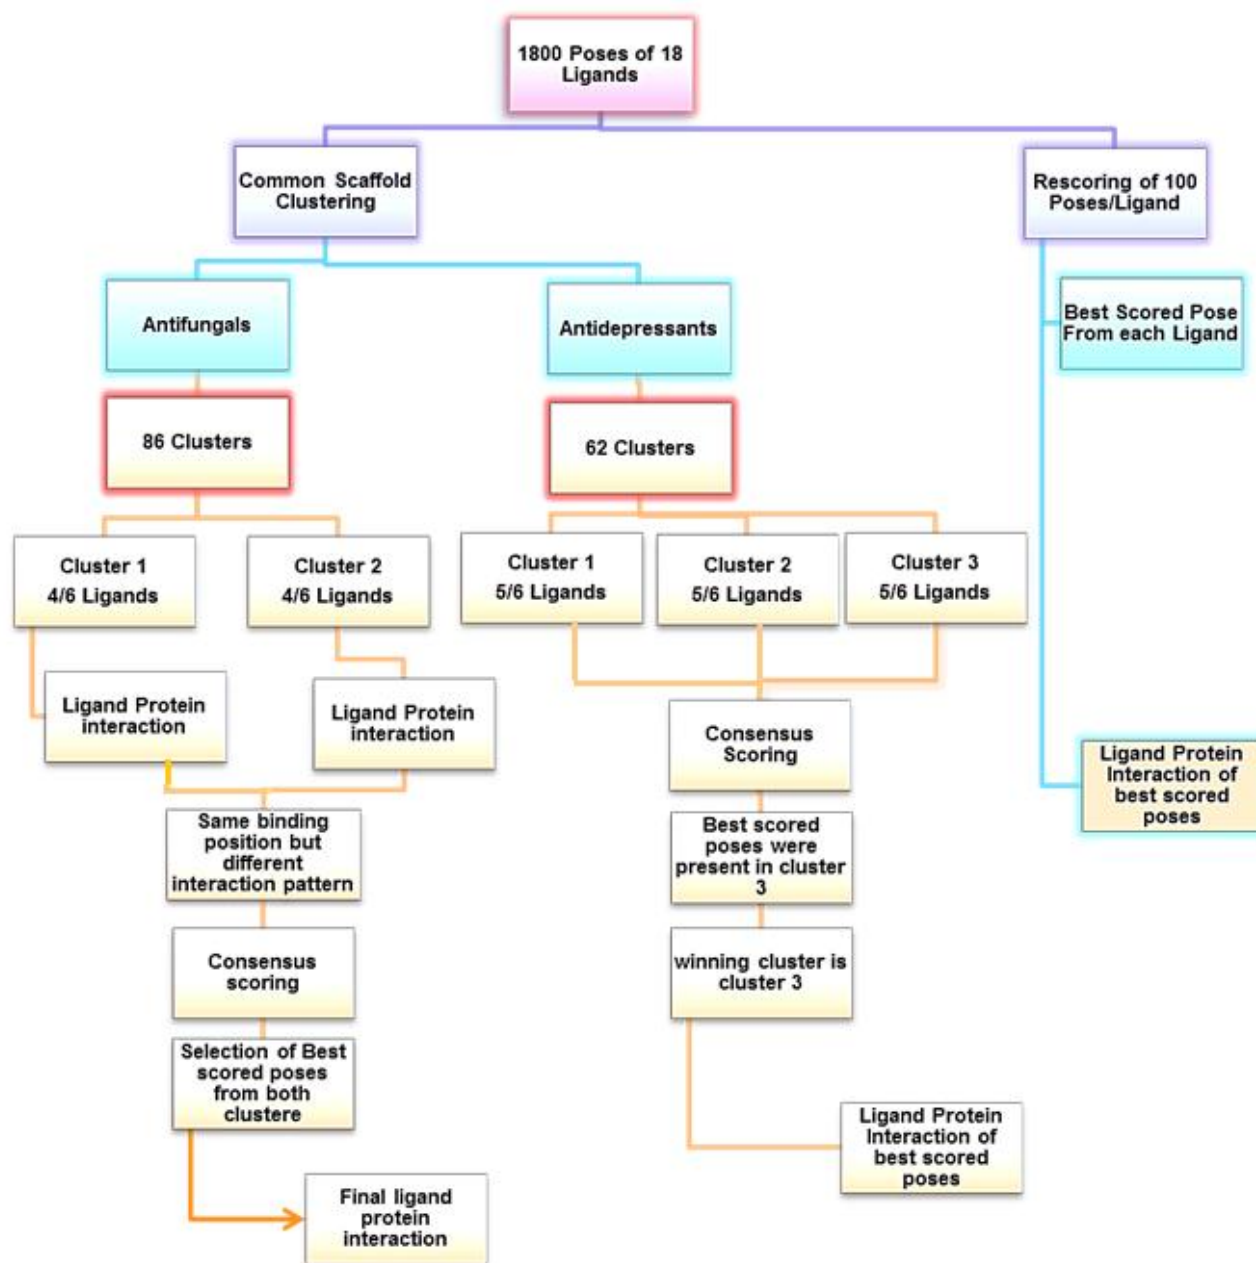 1800 Poses of 18
Ligands
Common Scaffold
Clustering
Rescoring of 100
Poses/Ligand
Antifungals
Antidepressants
Best Scored Pose
From each Ligand
86 Clusters
62 Clusters
Cluster 1
4/6 Ligands
Cluster 2
4/6 Ligands
Cluster 1
5/6 Ligands
Cluster 2
5/6 Ligands
Cluster 3
5/6 Ligands
Ligand Protein
interaction
Ligand Protein
interaction
Consensus
Scoring
Ligand Protein
Interaction of
best scored
poses
Same binding
position but
different
interaction pattern
Best scored
poses were
present in cluster
3
Consensus
scoring
winning cluster is
cluster 3
Selection of Best
scored poses
from both
clustere
Ligand Protein
Interaction of
best scored
poses
Final ligand
protein
interaction